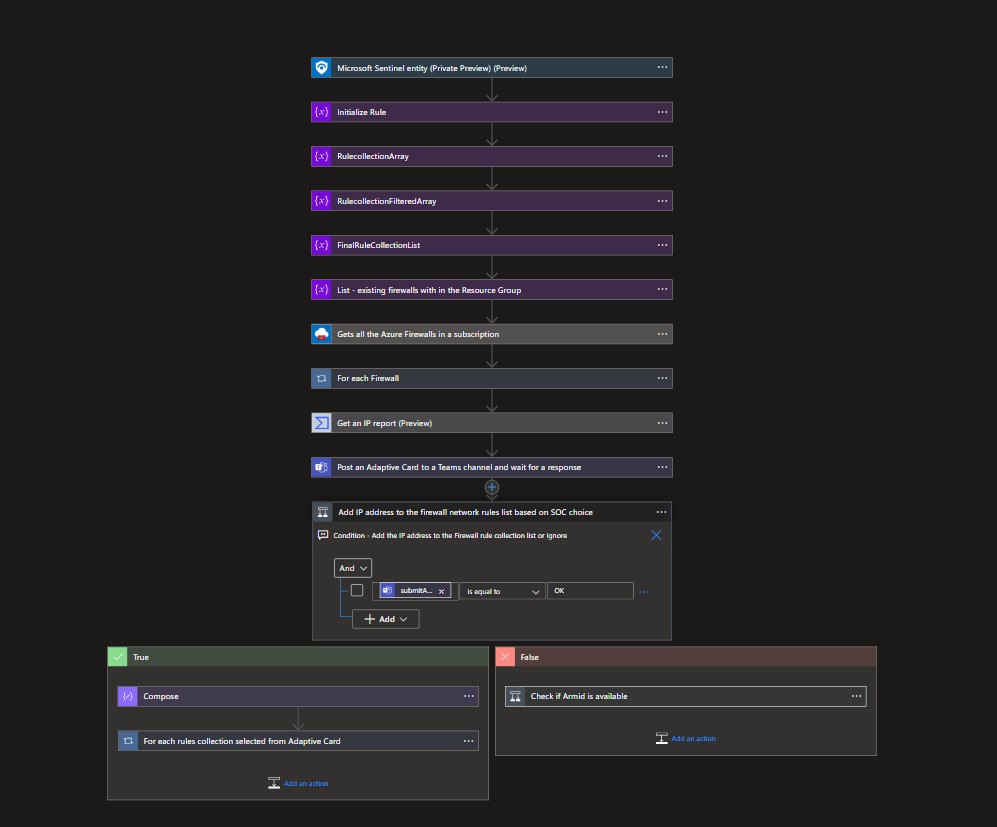 Microsoft Sentinel entity (Private Preview) (Preview)
Initialize Rule
RulecollectionArray
RulecollectionFilteredArray
FinalRuleCollectionList
List - existing firewalls with in the Resource Group
Gets all the Azure Firewalls in a subscription
For each Firewall
Get an IP report (Preview)
Post an Adaptive Card to a Teams channel and wait for a response
Add IP address to the firewall network rules list based on SOC choice
Condition - Add the IP address to the Firewall rule collection list or Ignore
And
submitA... is equal to OK
Add
True
Compose
For each rules collection selected from Adaptive Card
Add an action
False
Check if Armid is available
Add an action